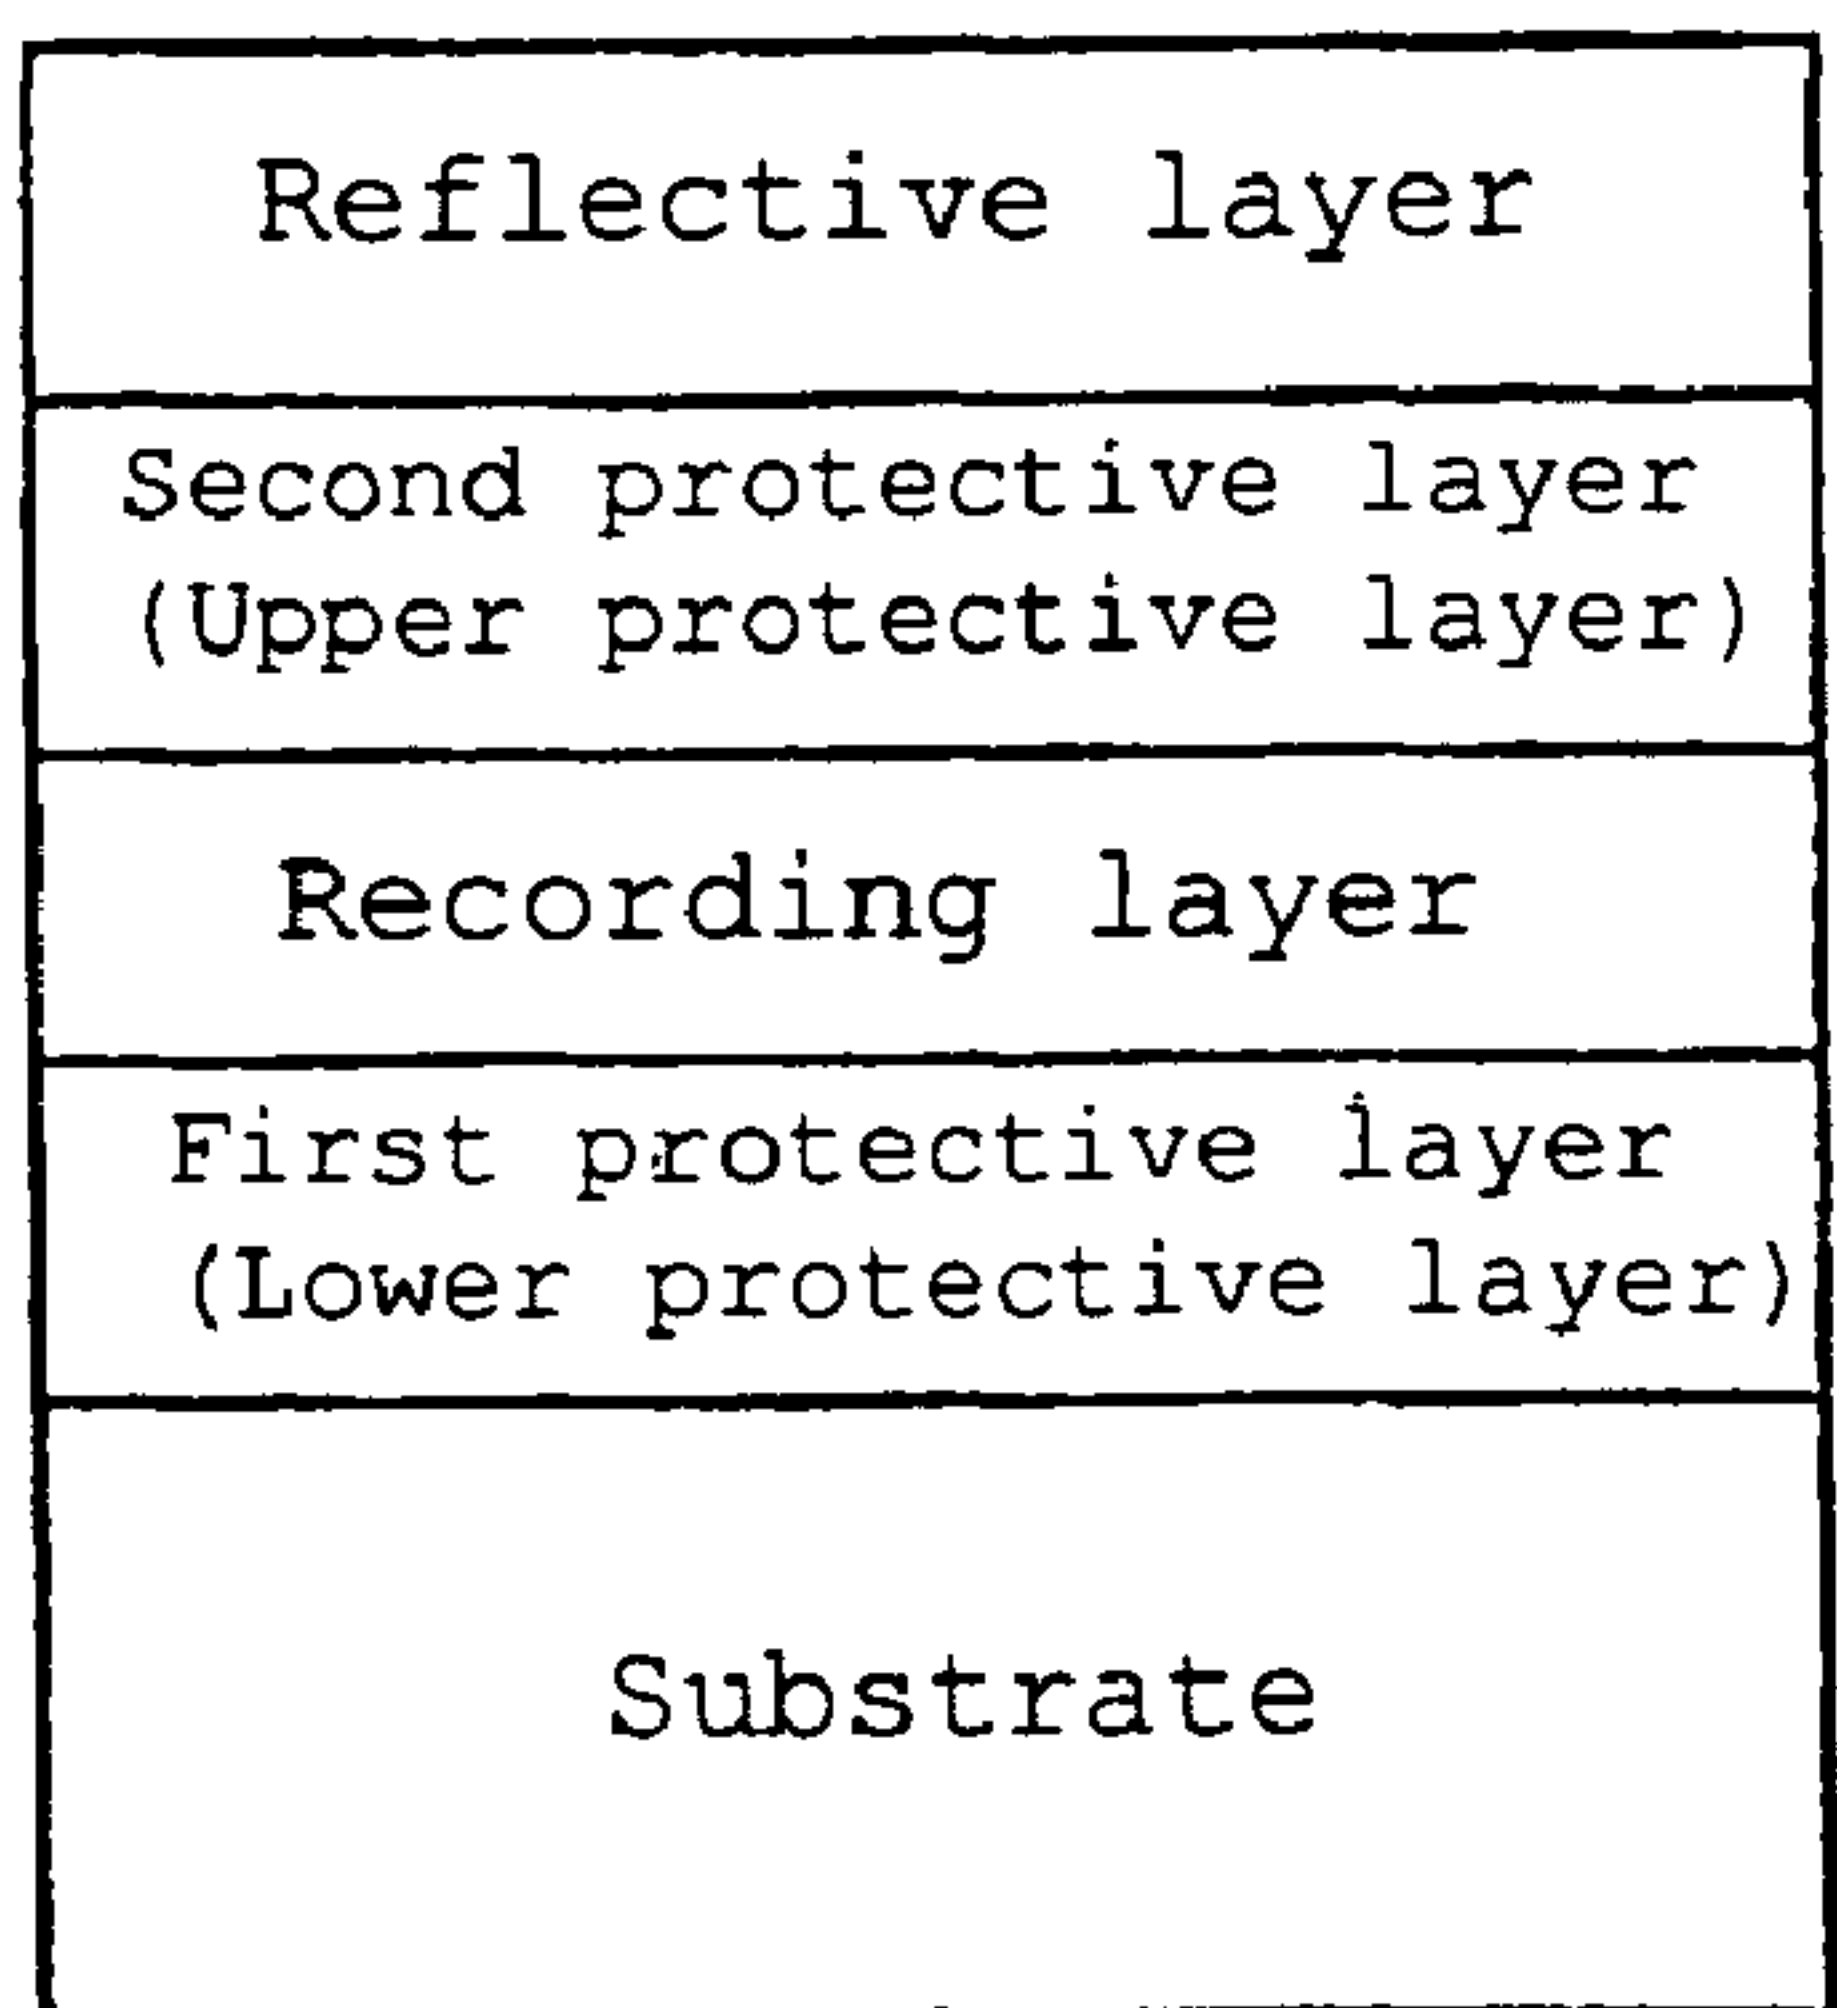 Reflective layer
Second protective layer
(Upper protective layer)
Recording layer
First protective layer
(Lower protective layer)
Substrate